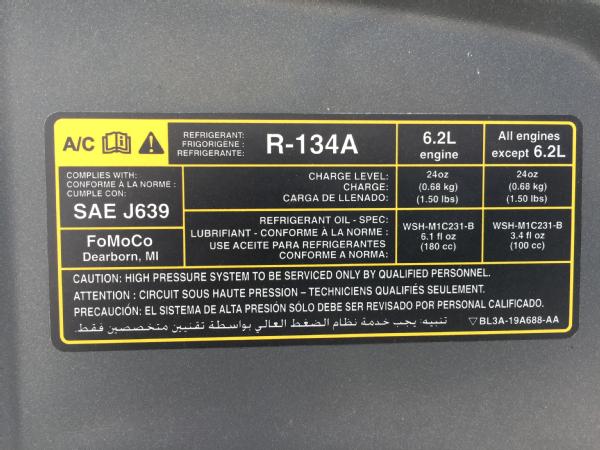 A/C
REFRIGERANT:
FRIGORIGENE :
REFRIGERANTE:
R-134A
6.2L
engine
All engines
except 6.2L
COMPLIES WITH:
CONFORME À LA NORME :
CUMPLE CON:
SAE J639
CHARGE LEVEL:
CHARGE:
CARGA DE LLENADO:
24oz
(0.68 kg)
(1.50 lbs)
24oz
(0.68 kg)
(1.50 lbs)
FoMoCo
Dearborn, MI
REFRIGERANT OIL - SPEC:
LUBRIFIANT - CONFORME À LA NORME :
USE ACEITE PARA REFRIGERANTES
CONFORME A NORMA:
WSH-M1C231-B
6.1 fl oz
(180 cc)
WSH-M1C231-B
3.4 fl oz
(100 cc)
CAUTION: HIGH PRESSURE SYSTEM TO BE SERVICED ONLY BY QUALIFIED PERSONNEL.
ATTENTION : CIRCUIT SOUS HAUTE PRESSION - TECHNICIENS QUALIFIÉS SEULEMENT.
PRECAUCIÓN: EL SISTEMA DE ALTA PRESIÓN SÓLO DEBE SER REVISADO POR PERSONAL CALIFICADO.
تنبيه: يجب خدمة نظام الضغط العالي بواسطة تقنيين متخصصين فقط.
BL3A-19A688-AA